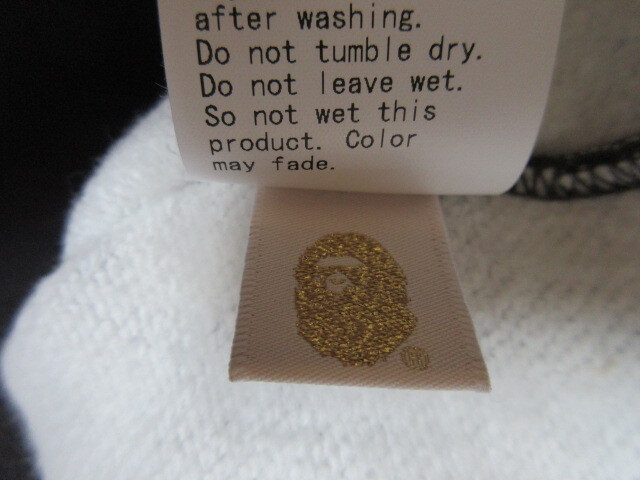 after washing.
Do not tumble dry.
Do not leave wet.
So not wet this
product. Color
may fade.